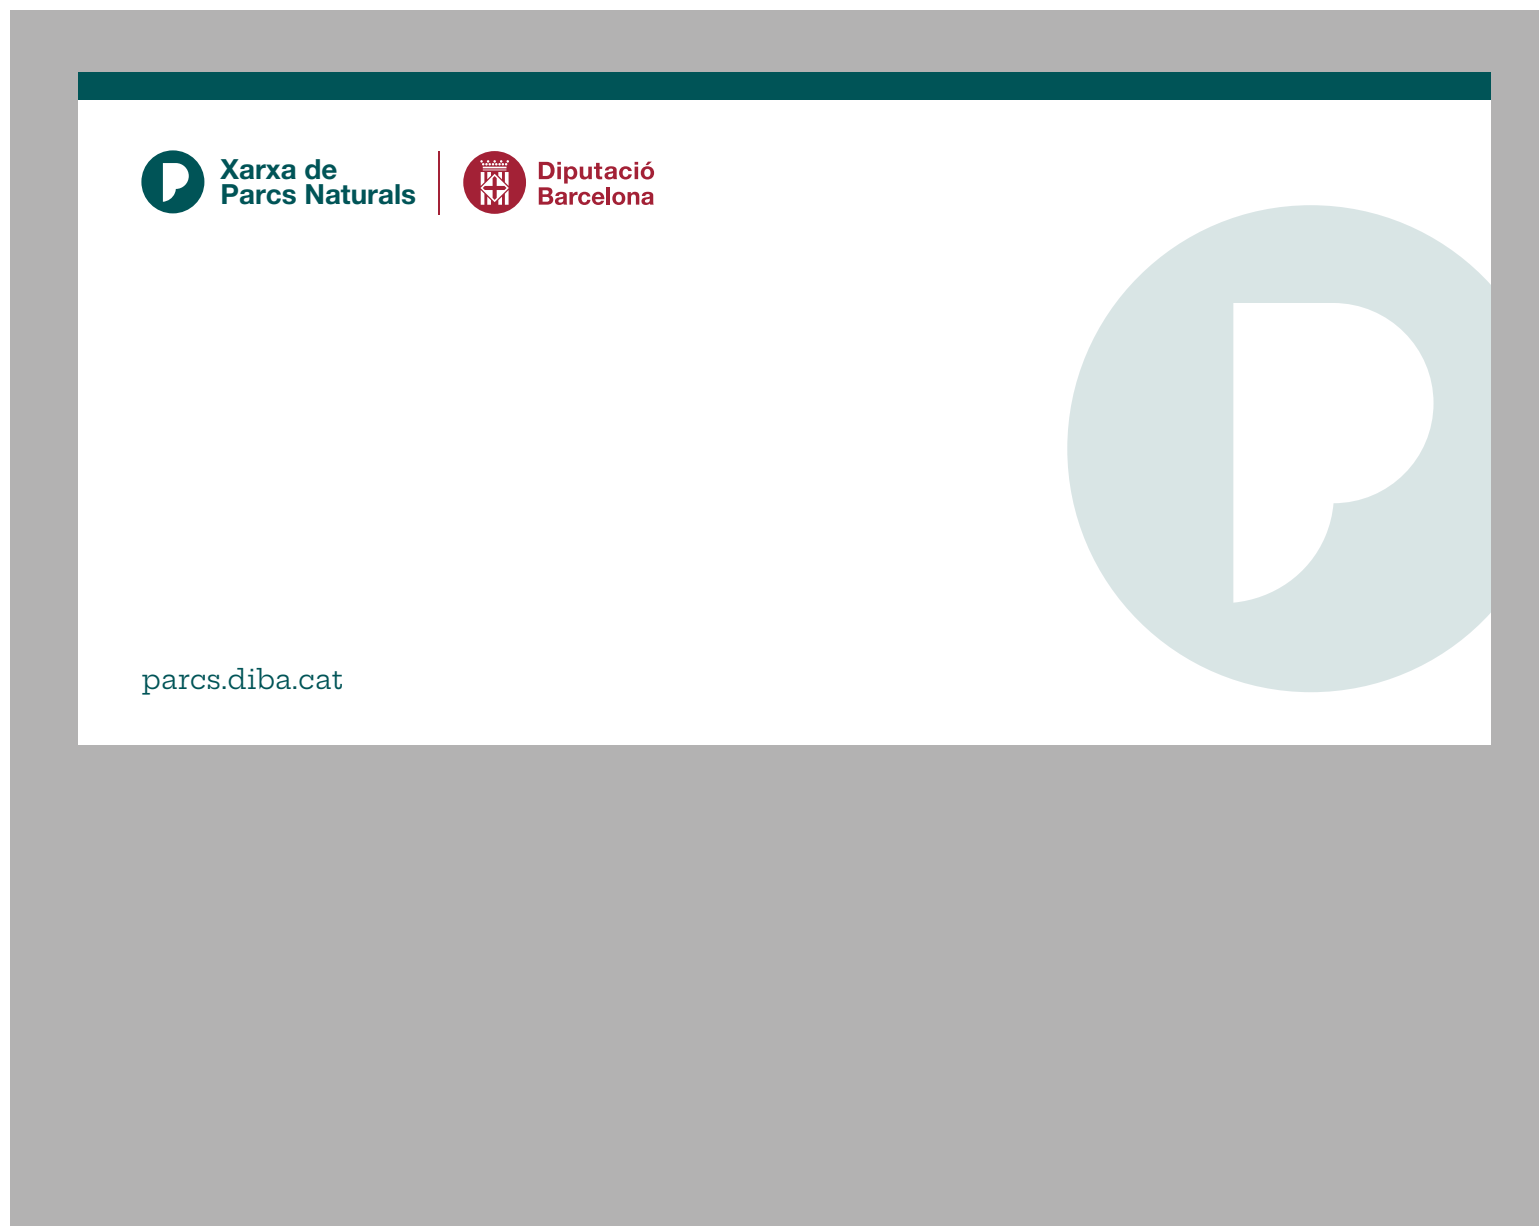 Xarxa de
Parcs Naturals
Diputació
Barcelona
parcs.diba.cat